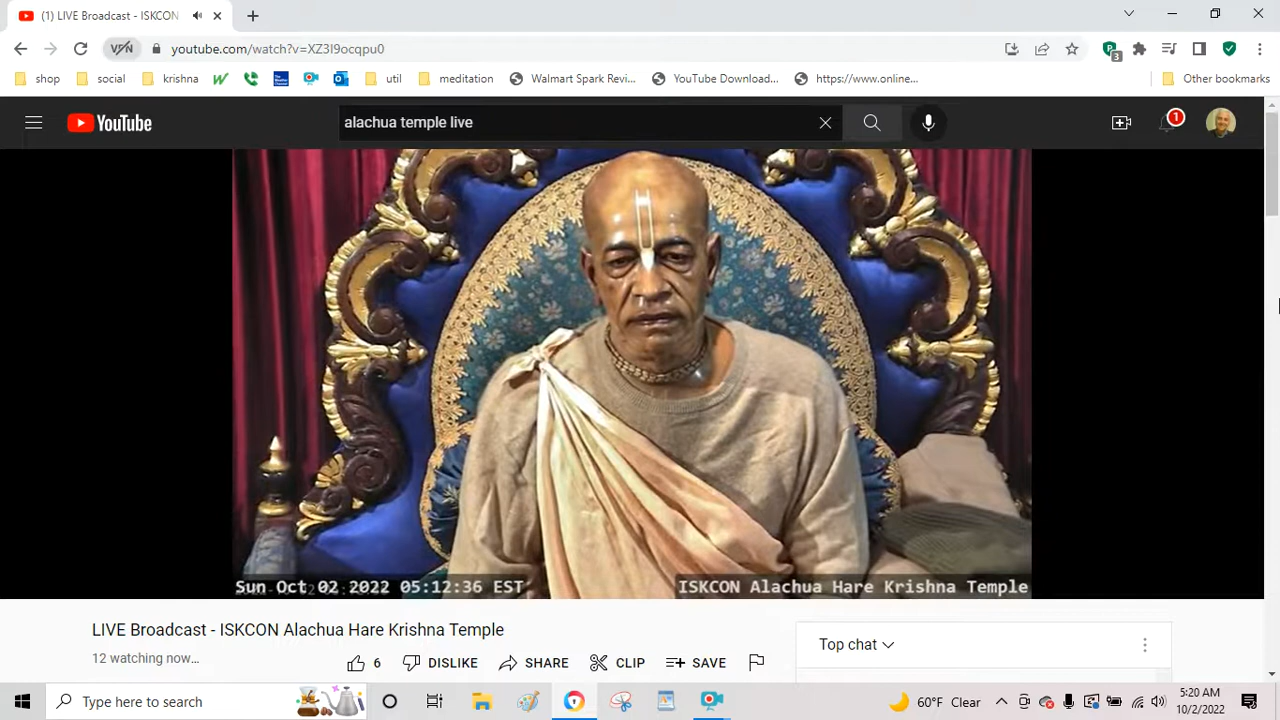 (1) LIVE Broadcast - ISKCON
youtube.com/watch?v=XZ3I9ocqpu0
shop social krishna util meditation Walmart Spark Revi... YouTube Download... https://www.online... Other bookmarks
3
YouTube
alachua temple live
1
Sun Oct 02 2022 05:12:36 EST
ISKCON Alachua Hare Krishna Temple
LIVE Broadcast - ISKCON Alachua Hare Krishna Temple
12 watching now...
6 DISLIKE SHARE CLIP SAVE
Top chat
Type here to search
60°F Clear
5:20 AM
10/2/2022